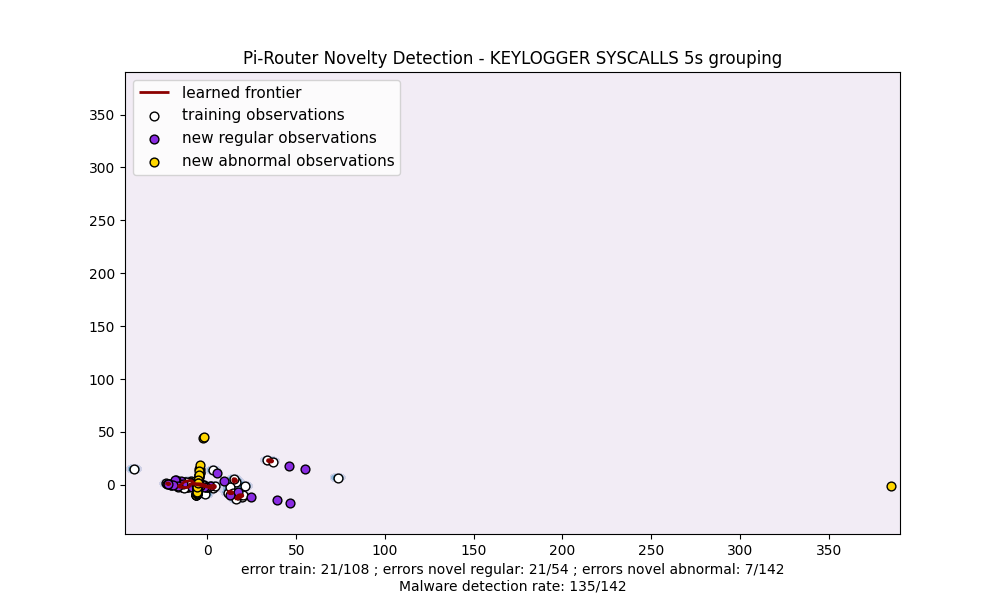 Pi-Router Novelty Detection - KEYLOGGER SYSCALLS 5s grouping
learned frontier
training observations
new regular observations
new abnormal observations
350
300
250
200
150
100
50
0
0 50 100 150 200 250 300 350
error train: 21/108 ; errors novel regular: 21/54 ; errors novel abnormal: 7/142
Malware detection rate: 135/142